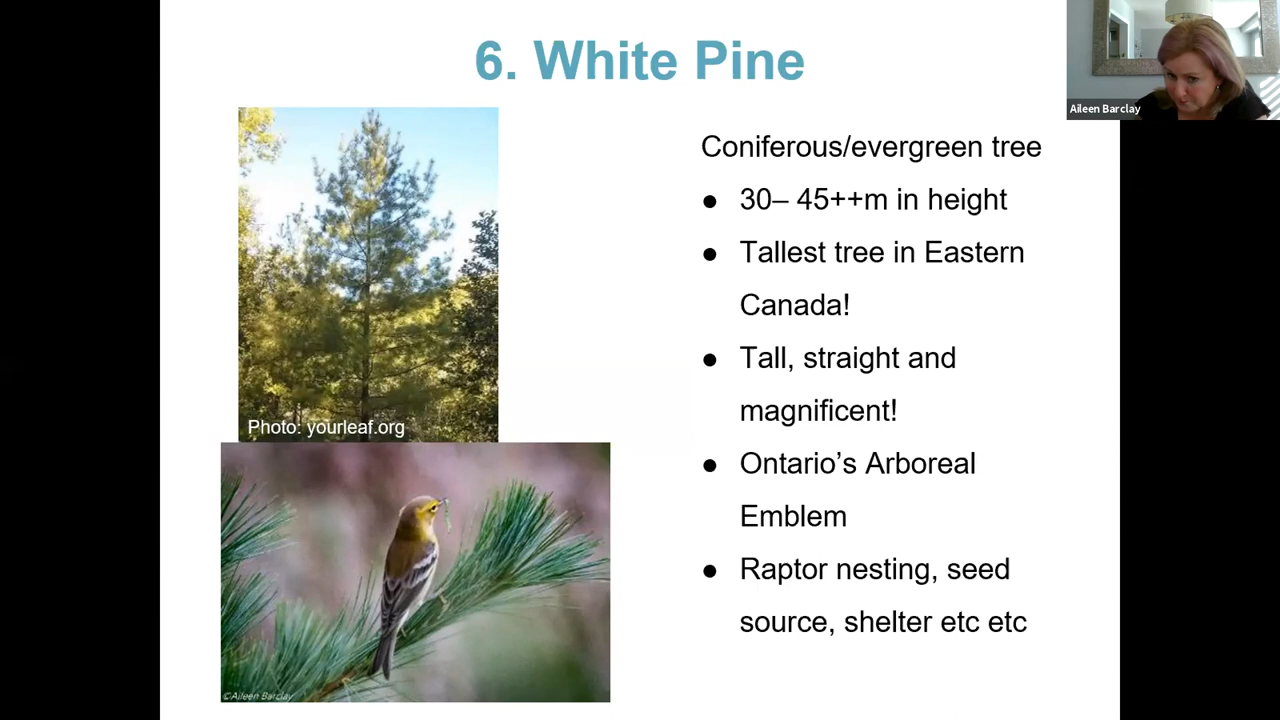 6. White Pine
Aileen Barclay
Coniferous/evergreen tree
● 30– 45++m in height
● Tallest tree in Eastern
Canada!
● Tall, straight and
magnificent!
● Ontario’s Arboreal
Emblem
● Raptor nesting, seed
source, shelter etc etc
Photo: yourleaf.org
©Aileen Barclay